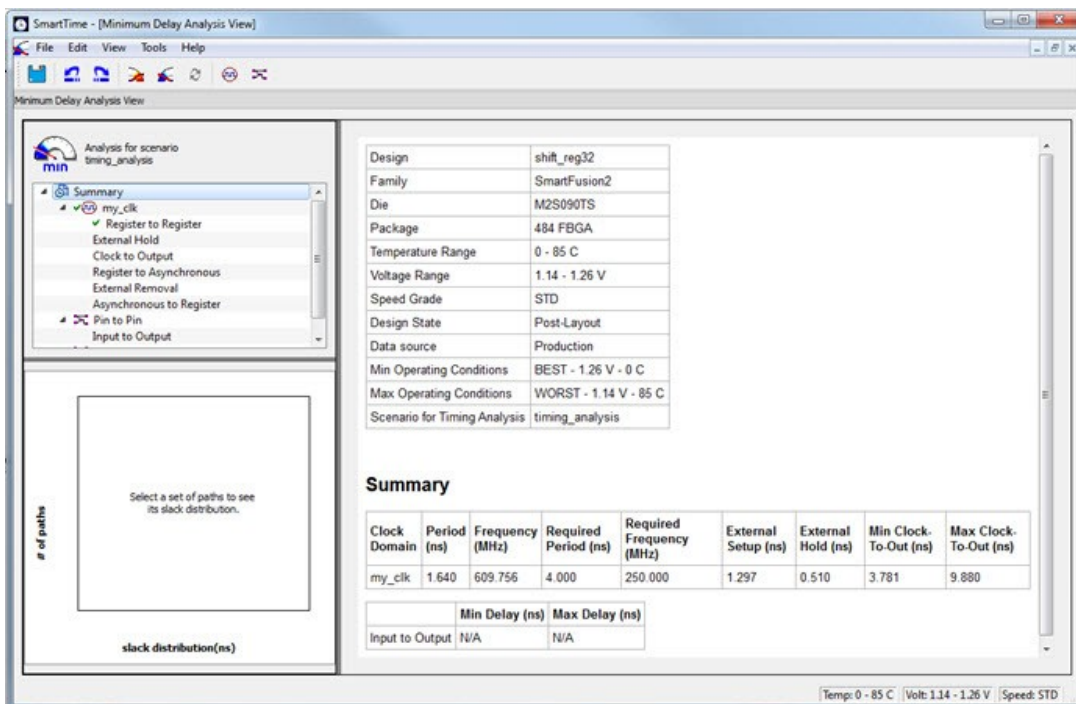 SmartTime - [Minimum Delay Analysis View]
File Edit View Tools Help
Minimum Delay Analysis View
min
Analysis for scenario
timing_analysis
Summary
my_clk
Register to Register
External Hold
Clock to Output
Register to Asynchronous
External Removal
Asynchronous to Register
Pin to Pin
Input to Output
# of paths
Select a set of paths to see
its slack distribution.
slack distribution(ns)
Design shift_reg32
Family SmartFusion2
Die M2S090TS
Package 484 FBGA
Temperature Range 0 - 85 C
Voltage Range 1.14 - 1.26 V
Speed Grade STD
Design State Post-Layout
Data source Production
Min Operating Conditions BEST - 1.26 V - 0 C
Max Operating Conditions WORST - 1.14 V - 85 C
Scenario for Timing Analysis timing_analysis
Summary
Clock Domain Period (ns) Frequency (MHz) Required Period (ns) Required Frequency (MHz) External Setup (ns) External Hold (ns) Min Clock-To-Out (ns) Max Clock-To-Out (ns)
my_clk 1.640 609.756 4.000 250.000 1.297 0.510 3.781 9.880
Min Delay (ns) Max Delay (ns)
Input to Output N/A N/A
Temp: 0 - 85 C Volt: 1.14 - 1.26 V Speed: STD